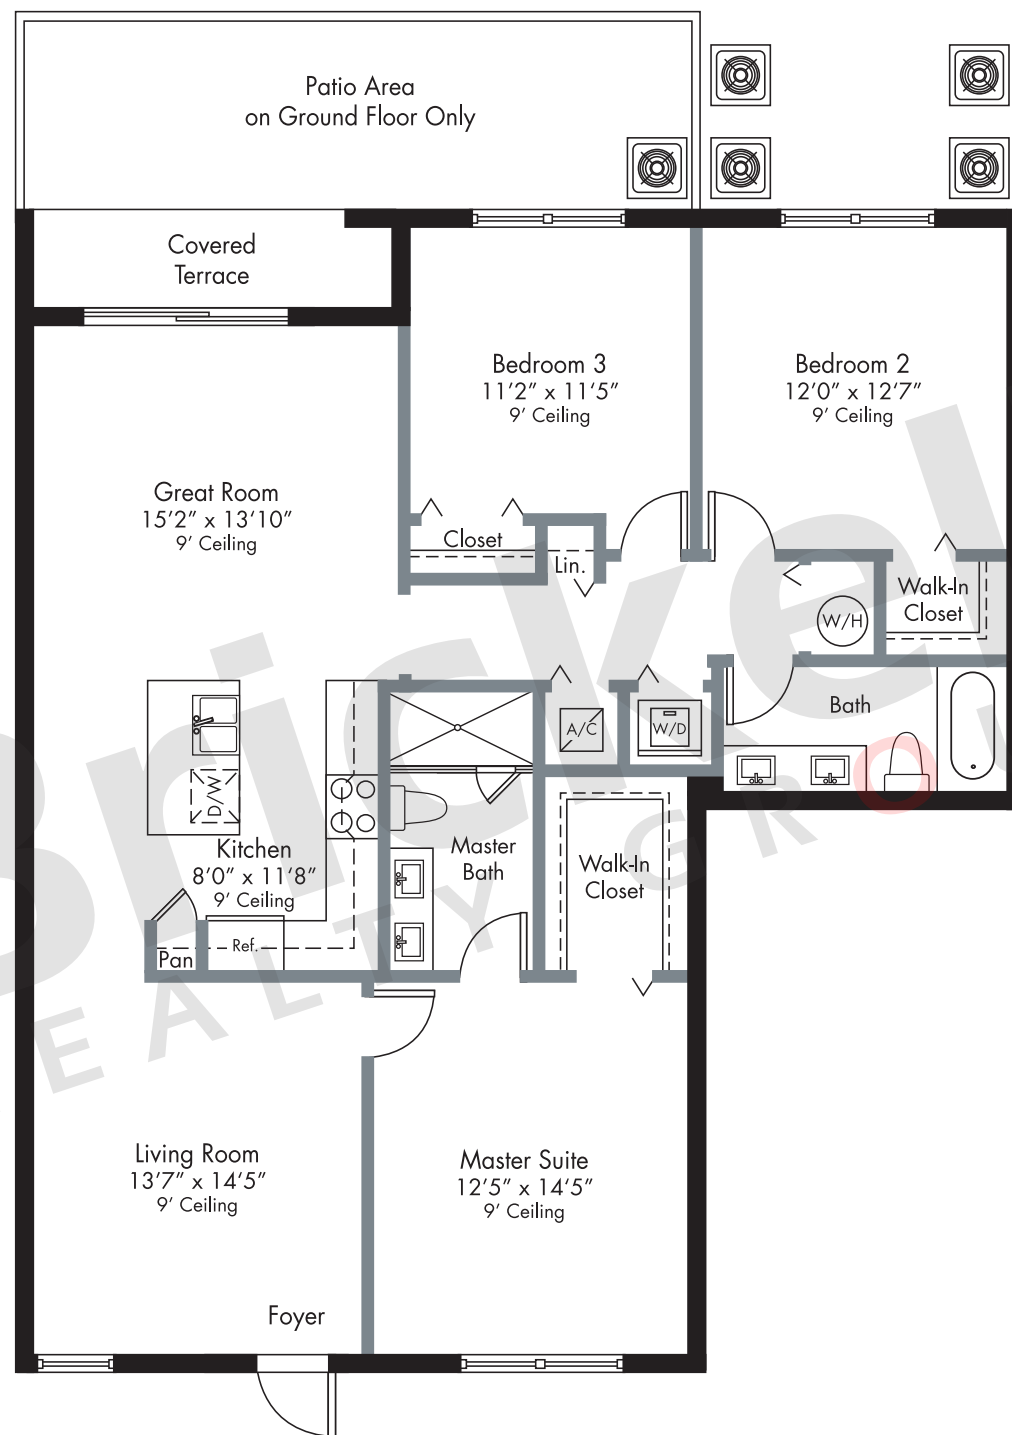 Patio Area
on Ground Floor Only
Covered
Terrace
Bedroom 3
11'2" x 11'5"
9' Ceiling
Bedroom 2
12'0" x 12'7"
9' Ceiling
Great Room
15'2" x 13'10"
9' Ceiling
Closet
Lin.
Walk-In
Closet
W/H
Bath
A/C
W/D
D/W
Kitchen
8'0" x 11'8"
9' Ceiling
Master
Bath
Walk-In
Closet
Pan
Ref.
Living Room
13'7" x 14'5"
9' Ceiling
Master Suite
12'5" x 14'5"
9' Ceiling
Foyer
Brickel
EALTY GROU